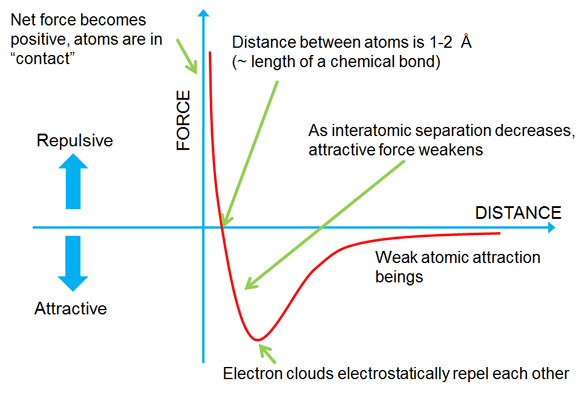 Net force becomes
positive, atoms are in
“contact”
Distance between atoms is 1-2 Å
(~ length of a chemical bond)
FORCE
As interatomic separation decreases,
attractive force weakens
Repulsive
DISTANCE
Weak atomic attraction
beings
Attractive
Electron clouds electrostatically repel each other